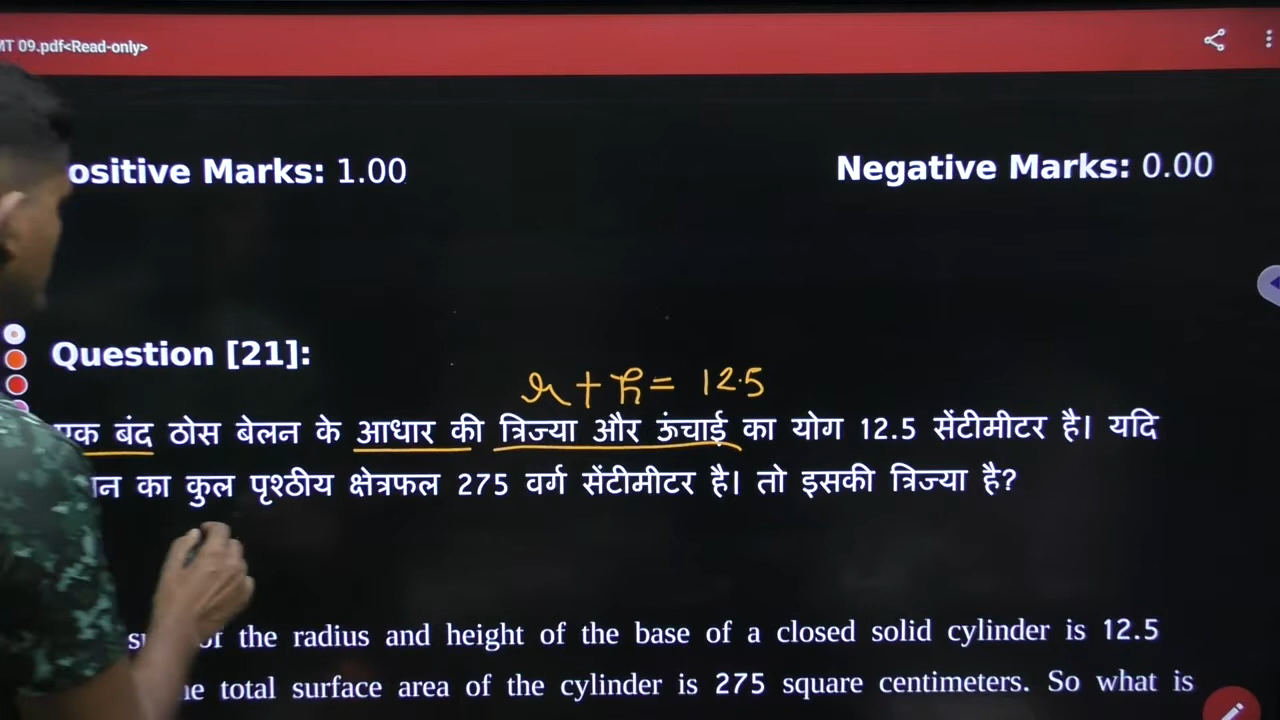 09.pdf<Read-only>
Marks: 1.00
Negative Marks: 0.00
Question [21]:
r + h = 12.5
बंद ठोस बेलन के आधार की त्रिज्या और ऊंचाई का योग 12.5 सेंटीमीटर है। यदि
का कुल पृश्ठीय क्षेत्रफल 275 वर्ग सेंटीमीटर है। तो इसकी त्रिज्या है?
of the radius and height of the base of a closed solid cylinder is 12.5
total surface area of the cylinder is 275 square centimeters. So what is